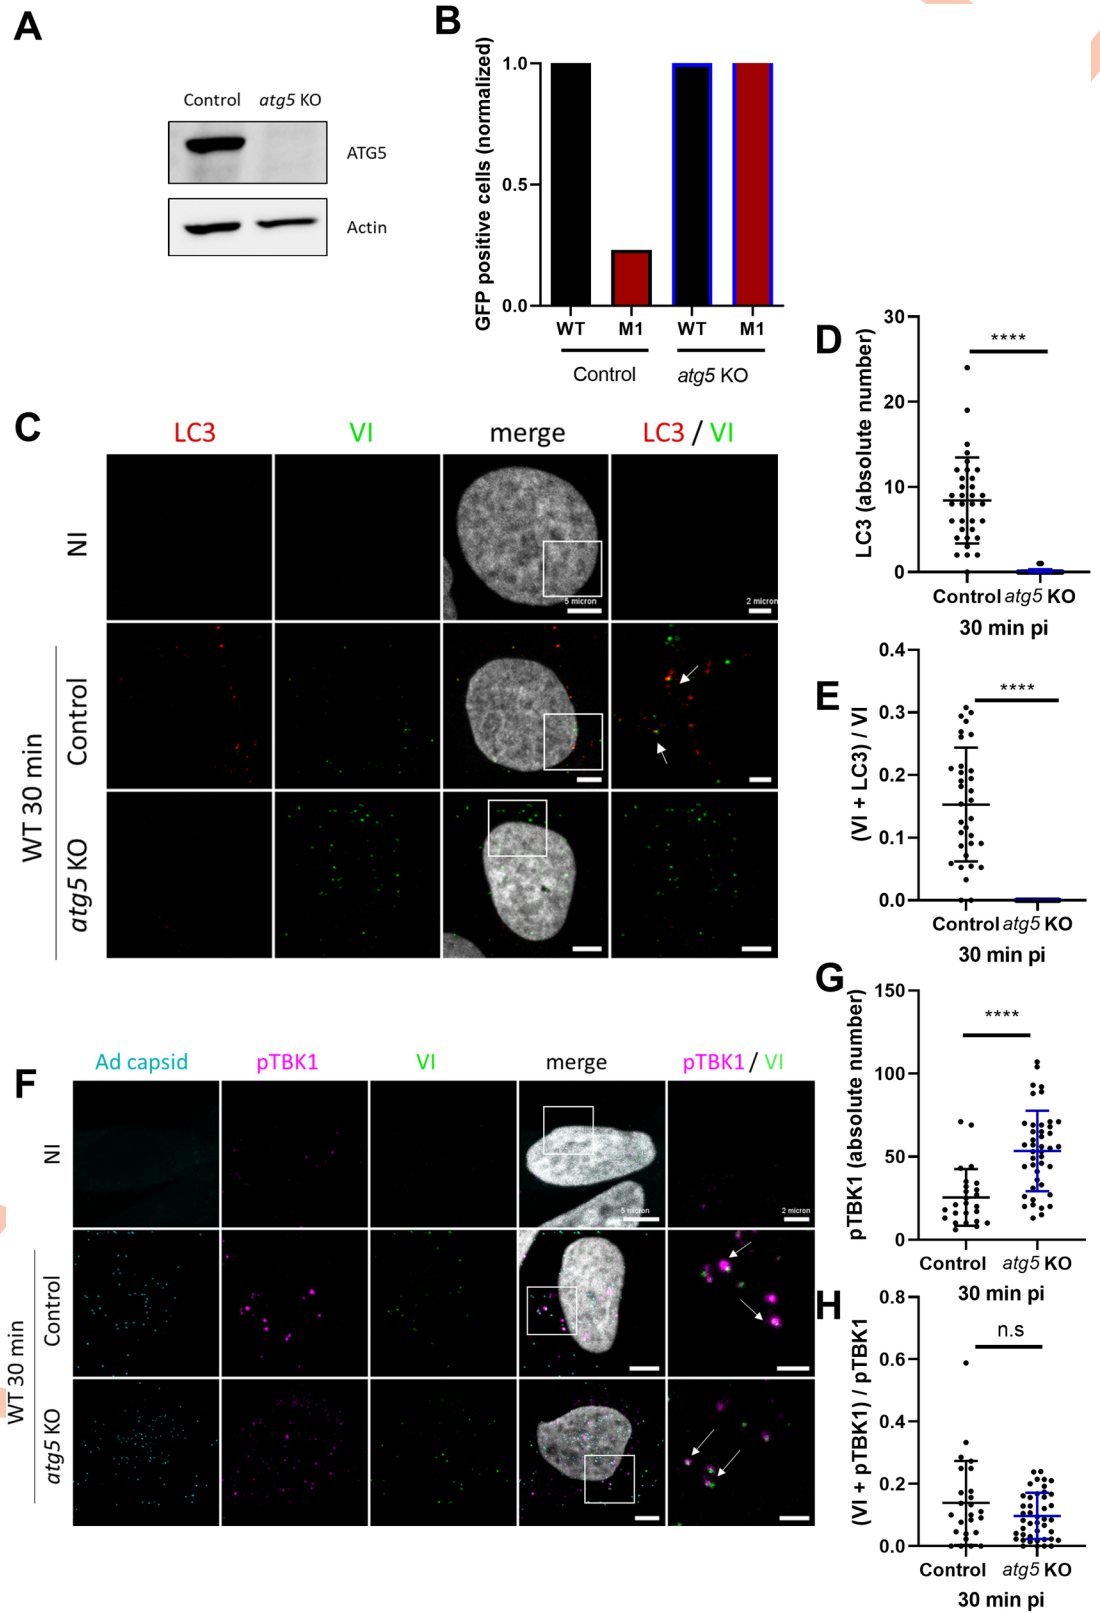 A
Control atg5 KO
ATG5
Actin
B
GFP positive cells (normalized)
1.0
0.5
0.0
WT M1 WT M1
Control atg5 KO
C
LC3 VI merge LC3 / VI
NI
5 micron 2 micron
WT 30 min
Control
atg5 KO
D
LC3 (absolute number)
30
20
10
0
****
Control atg5 KO
30 min pi
E
(VI + LC3) / VI
0.4
0.3
0.2
0.1
0.0
****
Control atg5 KO
30 min pi
F
Ad capsid pTBK1 VI merge pTBK1 / VI
NI
5 micron 2 micron
WT 30 min
Control
atg5 KO
G
pTBK1 (absolute number)
150
100
50
0
****
Control atg5 KO
30 min pi
H
(VI + pTBK1) / pTBK1
0.8
0.6
0.4
0.2
0.0
n.s
Control atg5 KO
30 min pi